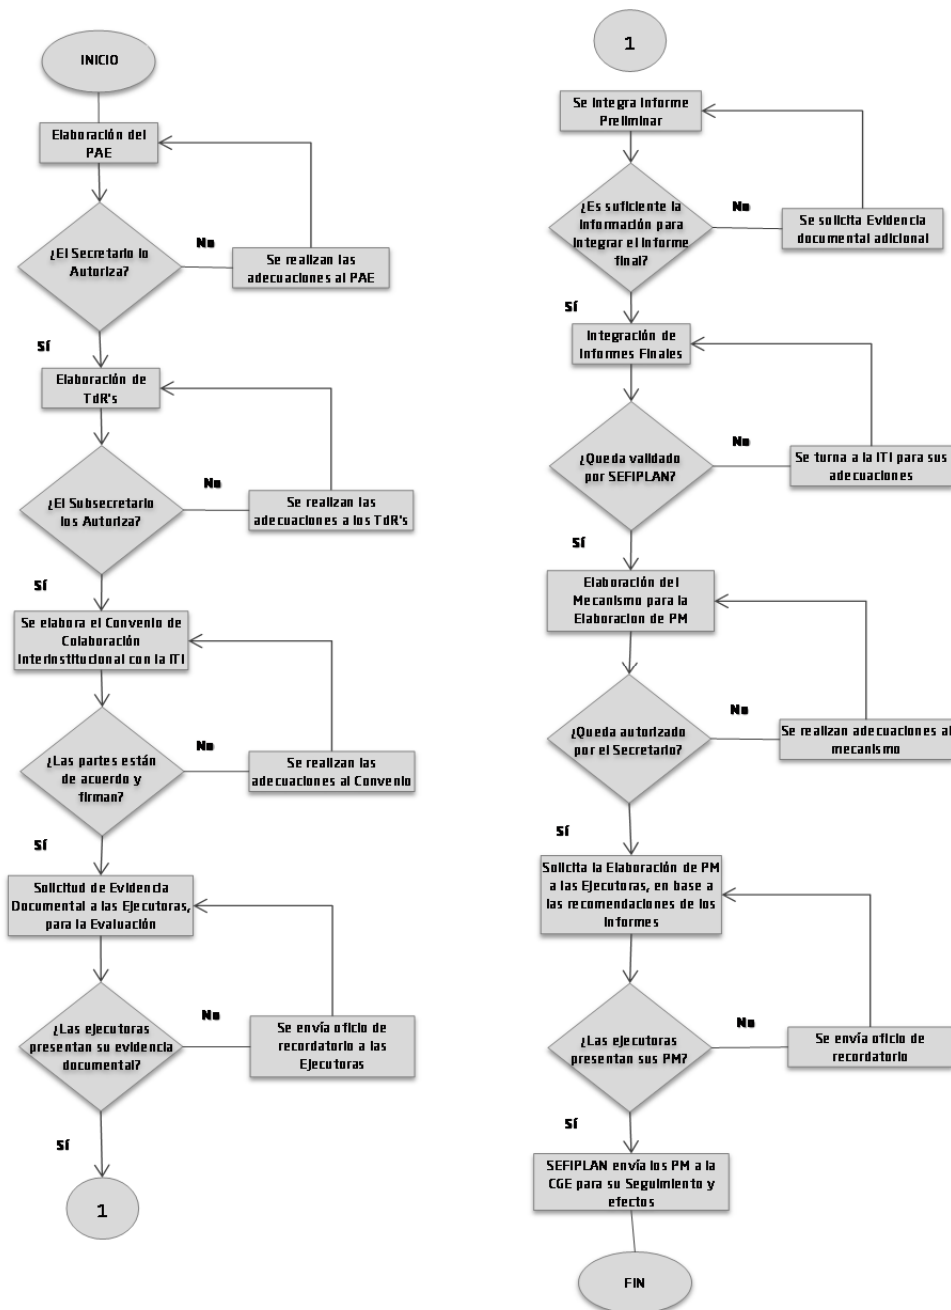 INICIO
Elaboración del
PAE
¿El Secretario lo
Autoriza?
No
Se realizan las
adecuaciones al PAE
Sí
Elaboración de
TdR's
¿El Subsecretario
los Autoriza?
No
Se realizan las
adecuaciones a los TdR's
Sí
Se elabora el Convenio de
Colaboración
Interinstitucional con la ITI
¿Las partes están
de acuerdo y
firman?
No
Se realizan las
adecuaciones al Convenio
Sí
Solicitud de Evidencia
Documental a las Ejecutoras,
para la Evaluación
¿Las ejecutoras
presentan su evidencia
documental?
No
Se envía oficio de
recordatorio a las
Ejecutoras
Sí
1
1
Se integra Informe
Preliminar
¿Es suficiente la
Información para
Integrar el Informe
final?
No
Se solicita Evidencia
documental adicional
Sí
Integración de
Informes Finales
¿Queda validado
por SEFIPLAN?
No
Se turna a la ITI para sus
adecuaciones
Sí
Elaboración del
Mecanismo para la
Elaboracion de PM
¿Queda autorizado
por el Secretario?
No
Se realizan adecuaciones al
mecanismo
Sí
Solicita la Elaboración de PM
a las Ejecutoras, en base a
las recomendaciones de los
Informes
¿Las ejecutoras
presentan sus PM?
No
Se envía oficio de
recordatorio
Sí
SEFIPLAN envía los PM a la
CGE para su Seguimiento y
efectos
FIN